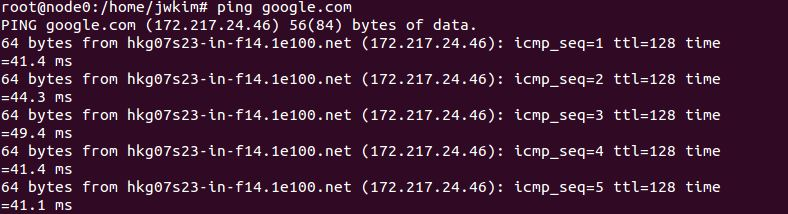 root@node0:/home/jwkim# ping google.com
PING google.com (172.217.24.46) 56(84) bytes of data.
64 bytes from hkg07s23-in-f14.1e100.net (172.217.24.46): icmp_seq=1 ttl=128 time
=41.4 ms
64 bytes from hkg07s23-in-f14.1e100.net (172.217.24.46): icmp_seq=2 ttl=128 time
=44.3 ms
64 bytes from hkg07s23-in-f14.1e100.net (172.217.24.46): icmp_seq=3 ttl=128 time
=49.4 ms
64 bytes from hkg07s23-in-f14.1e100.net (172.217.24.46): icmp_seq=4 ttl=128 time
=41.4 ms
64 bytes from hkg07s23-in-f14.1e100.net (172.217.24.46): icmp_seq=5 ttl=128 time
=41.1 ms